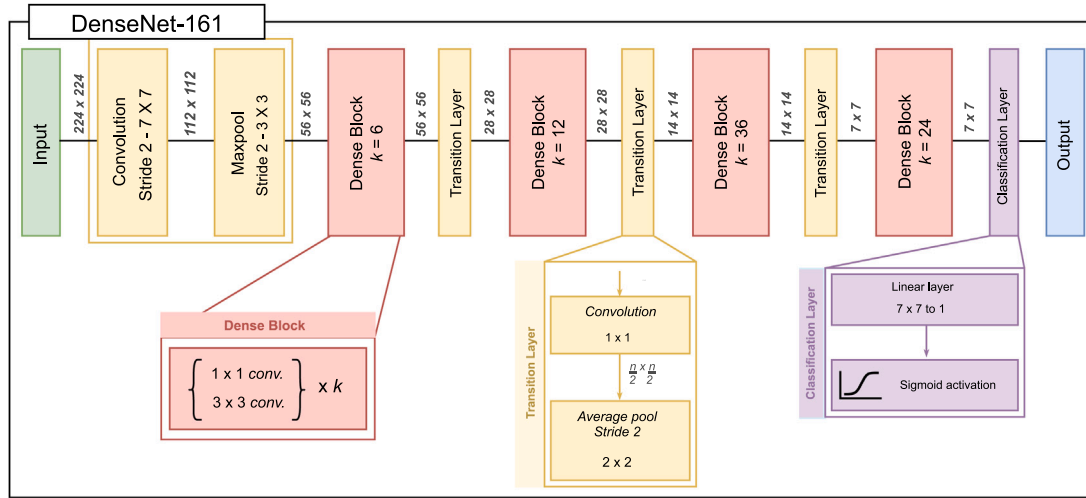 DenseNet-161
Input
224 x 224
Convolution
Stride 2 - 7 X 7
112 x 112
Maxpool
Stride 2 - 3 X 3
56 x 56
Dense Block
k = 6
56 x 56
Transition Layer
28 x 28
Dense Block
k = 12
28 x 28
Transition Layer
14 x 14
Dense Block
k = 36
14 x 14
Transition Layer
7 x 7
Dense Block
k = 24
7 x 7
Classification Layer
Output
Dense Block
1 x 1 conv.
3 x 3 conv.
x k
Transition Layer
Convolution
1 x 1
n/2 x n/2
Average pool
Stride 2
2 x 2
Classification Layer
Linear layer
7 x 7 to 1
Sigmoid activation